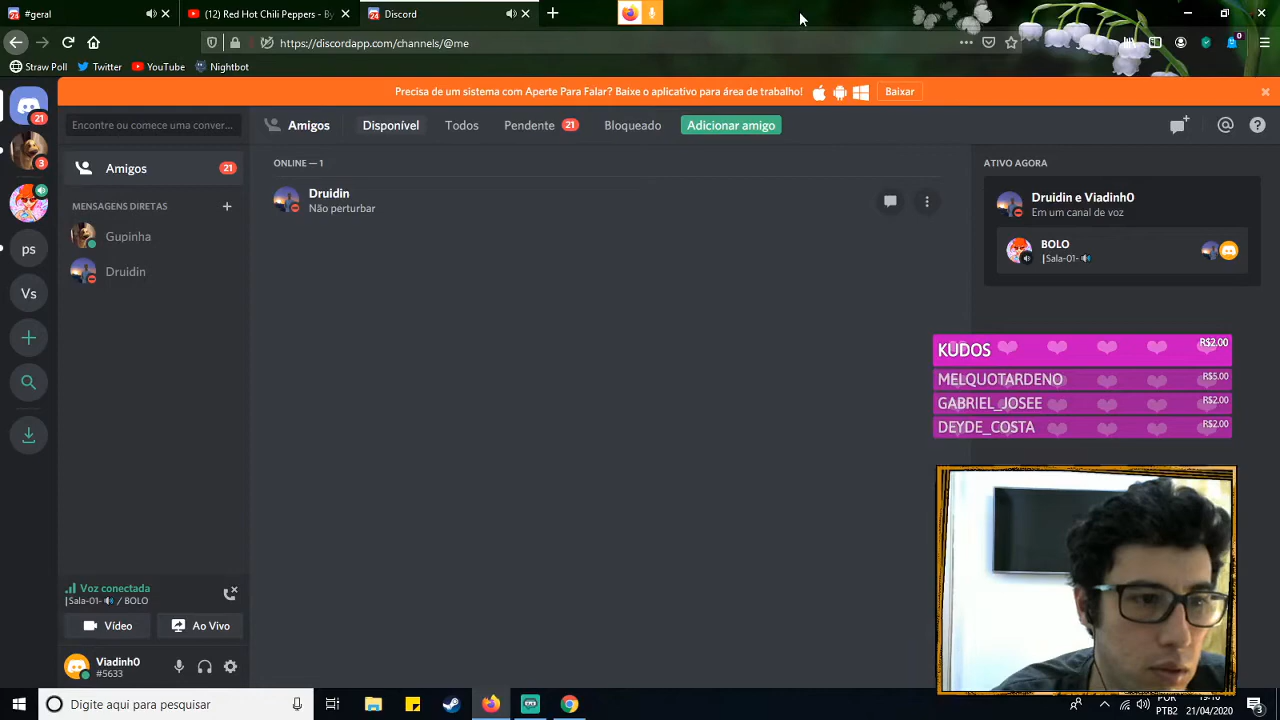 #geral
(12) Red Hot Chili Peppers - By
Discord
https://discordapp.com/channels/@me
0
Straw Poll
Twitter
YouTube
Nightbot
Precisa de um sistema com Aperte Para Falar? Baixe o aplicativo para área de trabalho!
Baixar
21
3
ps
Vs
Encontre ou comece uma conver...
Amigos
Disponível
Todos
Pendente 21
Bloqueado
Adicionar amigo
Amigos 21
MENSAGENS DIRETAS
Gupinha
Druidin
ONLINE — 1
Druidin
Não perturbar
ATIVO AGORA
Druidin e Viadinh0
Em um canal de voz
BOLO
|Sala-01-
KUDOS R$2.00
MELQUOTARDENO R$5.00
GABRIEL_JOSEE R$2.00
DEYDE_COSTA R$2.00
Voz conectada
|Sala-01- / BOLO
Vídeo
Ao Vivo
Viadinh0
#5633
Digite aqui para pesquisar
POR
PTB2
21/04/2020
3